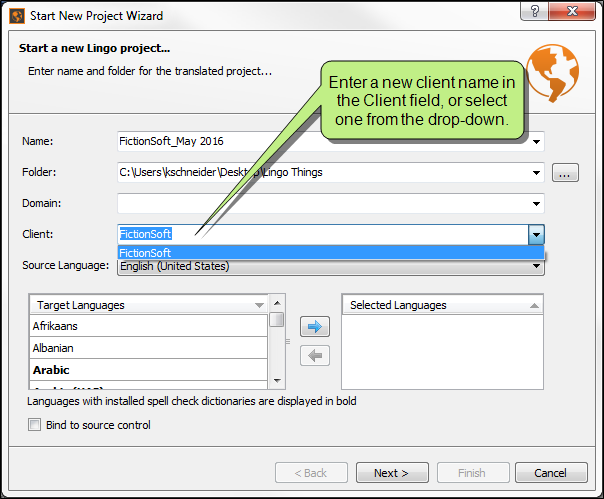 Start New Project Wizard
Start a new Lingo project...
Enter name and folder for the translated project...
Enter a new client name in
the Client field, or select
one from the drop-down.
Name:
FictionSoft_May 2016
Folder:
C:\Users\kschneider\Desktop\Lingo Things
...
Domain:
Client:
FictionSoft
FictionSoft
Source Language:
English (United States)
Target Languages
Selected Languages
Afrikaans
Albanian
Arabic
Languages with installed spell check dictionaries are displayed in bold
Bind to source control
< Back
Next >
Finish
Cancel